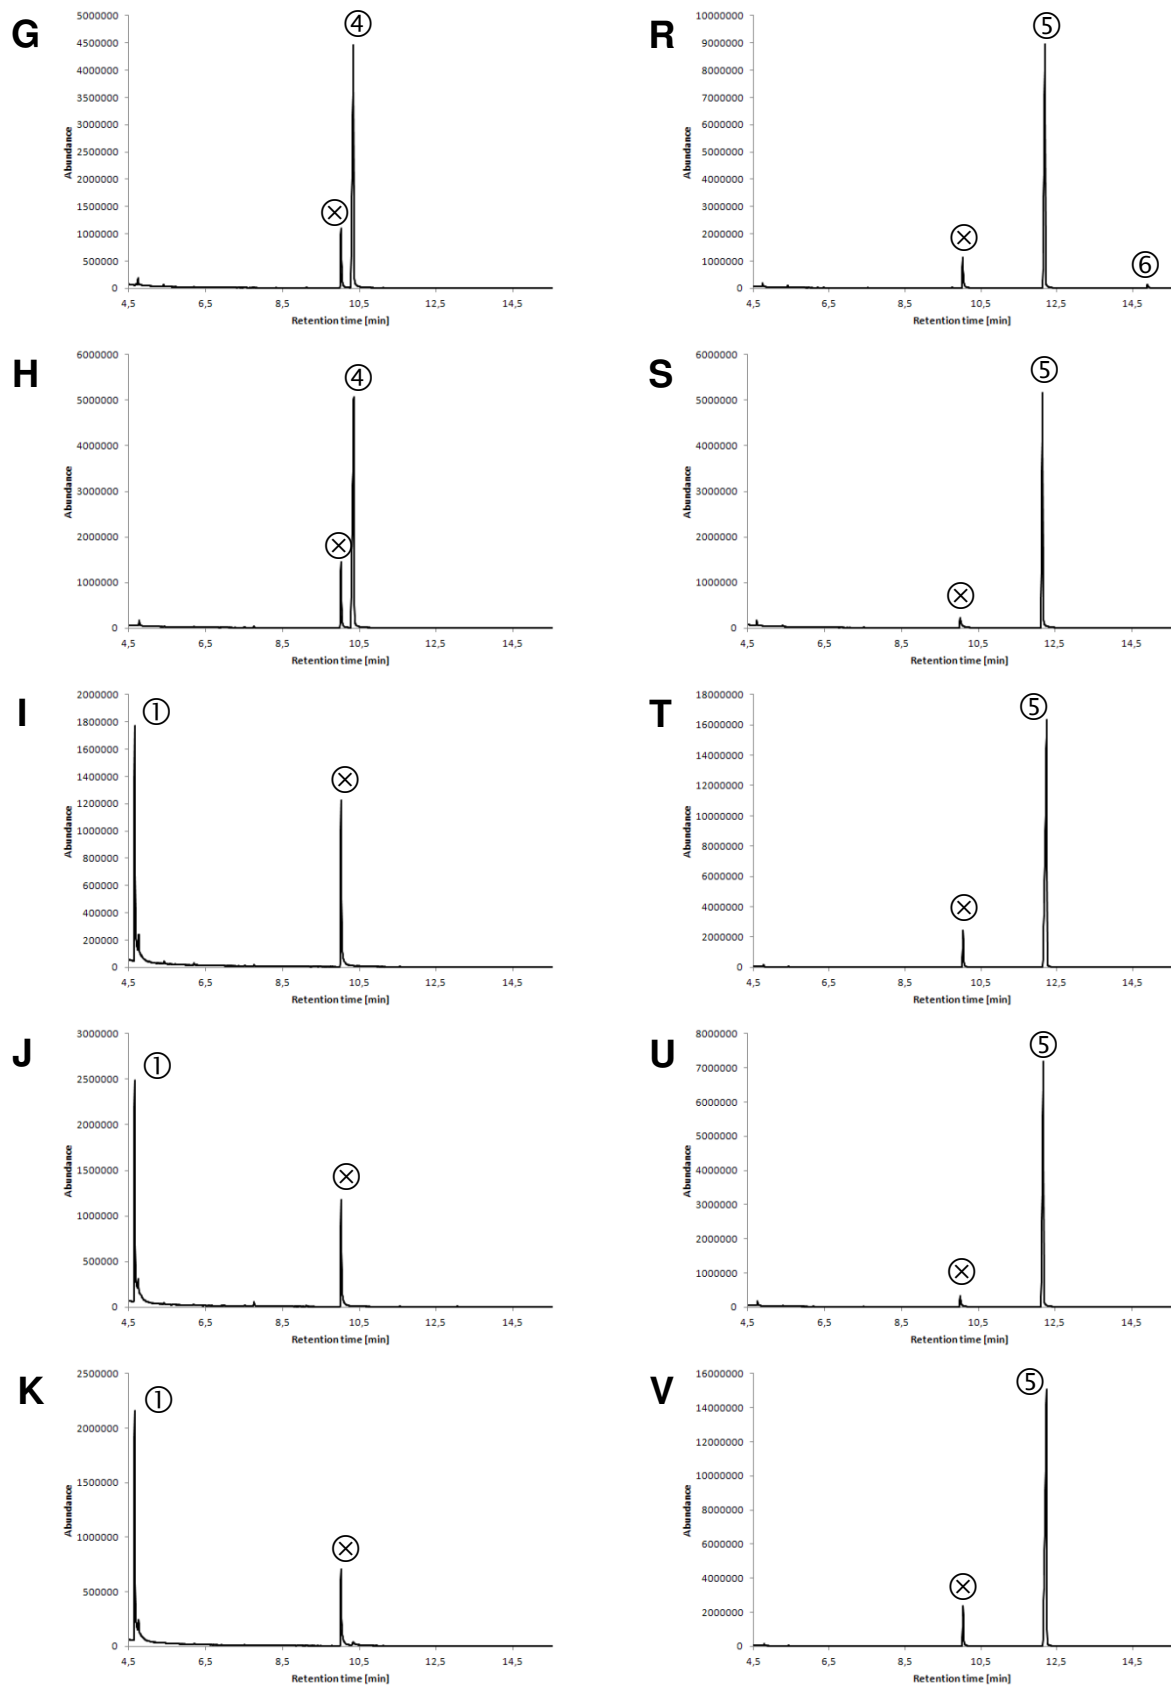 G
5000000
4500000
4000000
3500000
3000000
2500000
2000000
1500000
1000000
500000
0
Abundance
④
⊗
4,5 6,5 8,5 10,5 12,5 14,5
Retention time [min]
R
10000000
9000000
8000000
7000000
6000000
5000000
4000000
3000000
2000000
1000000
0
Abundance
⑤
⊗
⑥
4,5 6,5 8,5 10,5 12,5 14,5
Retention time [min]
H
6000000
5000000
4000000
3000000
2000000
1000000
0
Abundance
④
⊗
4,5 6,5 8,5 10,5 12,5 14,5
Retention time [min]
S
6000000
5000000
4000000
3000000
2000000
1000000
0
Abundance
⑤
⊗
4,5 6,5 8,5 10,5 12,5 14,5
Retention time [min]
I
2000000
1800000
1600000
1400000
1200000
1000000
800000
600000
400000
200000
0
Abundance
①
⊗
4,5 6,5 8,5 10,5 12,5 14,5
Retention time [min]
T
18000000
16000000
14000000
12000000
10000000
8000000
6000000
4000000
2000000
0
Abundance
⑤
⊗
4,5 6,5 8,5 10,5 12,5 14,5
Retention time [min]
J
3000000
2500000
2000000
1500000
1000000
500000
0
Abundance
①
⊗
4,5 6,5 8,5 10,5 12,5 14,5
Retention time [min]
U
8000000
7000000
6000000
5000000
4000000
3000000
2000000
1000000
0
Abundance
⑤
⊗
4,5 6,5 8,5 10,5 12,5 14,5
Retention time [min]
K
2500000
2000000
1500000
1000000
500000
0
Abundance
①
⊗
4,5 6,5 8,5 10,5 12,5 14,5
Retention time [min]
V
16000000
14000000
12000000
10000000
8000000
6000000
4000000
2000000
0
Abundance
⑤
⊗
4,5 6,5 8,5 10,5 12,5 14,5
Retention time [min]